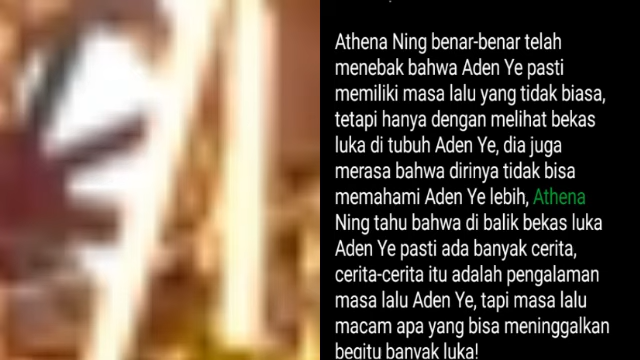 Athena Ning benar-benar telah
menebak bahwa Aden Ye pasti
memiliki masa lalu yang tidak biasa,
tetapi hanya dengan melihat bekas
luka di tubuh Aden Ye, dia juga
merasa bahwa dirinya tidak bisa
memahami Aden Ye lebih, Athena
Ning tahu bahwa di balik bekas luka
Aden Ye pasti ada banyak cerita,
cerita-cerita itu adalah pengalaman
masa lalu Aden Ye, tapi masa lalu
macam apa yang bisa meninggalkan
begitu banyak luka!